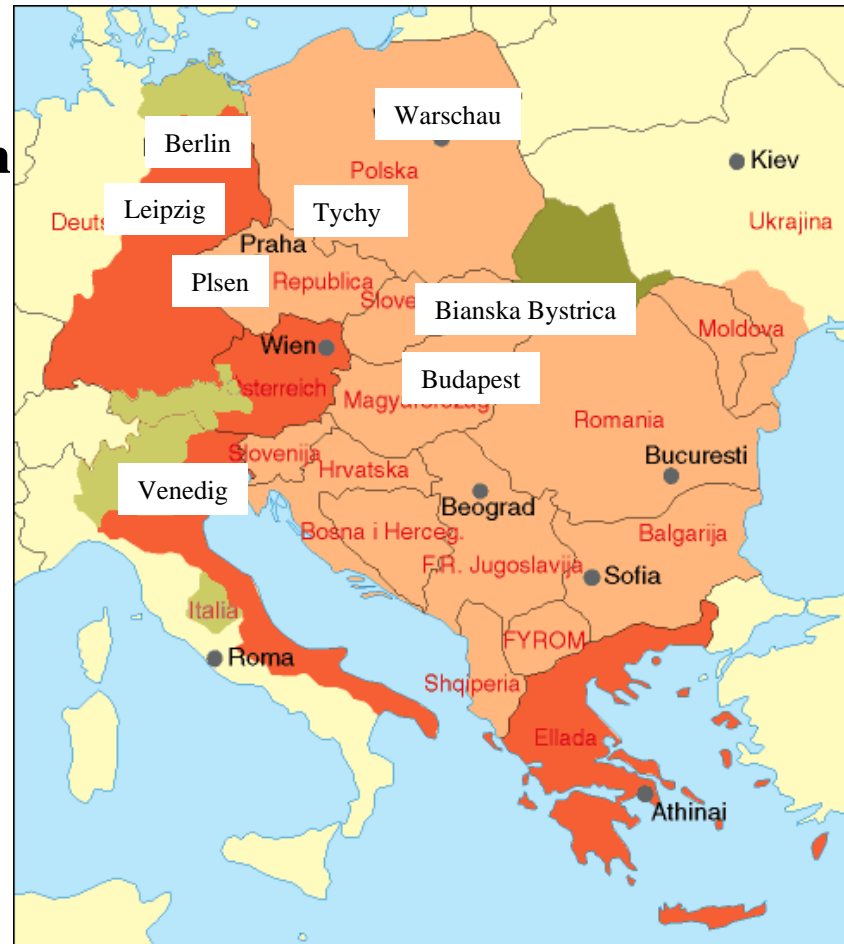 Warschau
Berlin
n
Kiev
Polska
Leipzig
Tychy
Deuts
Ukrajina
Praha
Plsen
Republica
Slove
Bianska Bystrica
Moldova
Wien
Budapest
Österreich
Magyarorszag
Romania
Slovenija
Hrvatska
Bucuresti
Venedig
Beograd
Bosna i Herceg.
Balgarija
F.R. Jugoslavija
Sofia
Italia
FYROM
Roma
Shqiperia
Ellada
Athinai